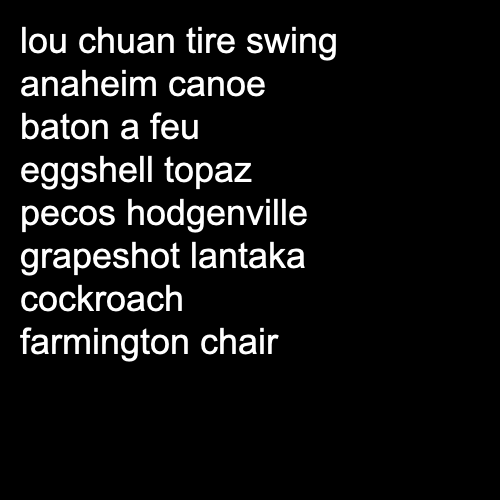 lou chuan tire swing
anaheim canoe
baton a feu
eggshell topaz
pecos hodgenville
grapeshot lantaka
cockroach
farmington chair